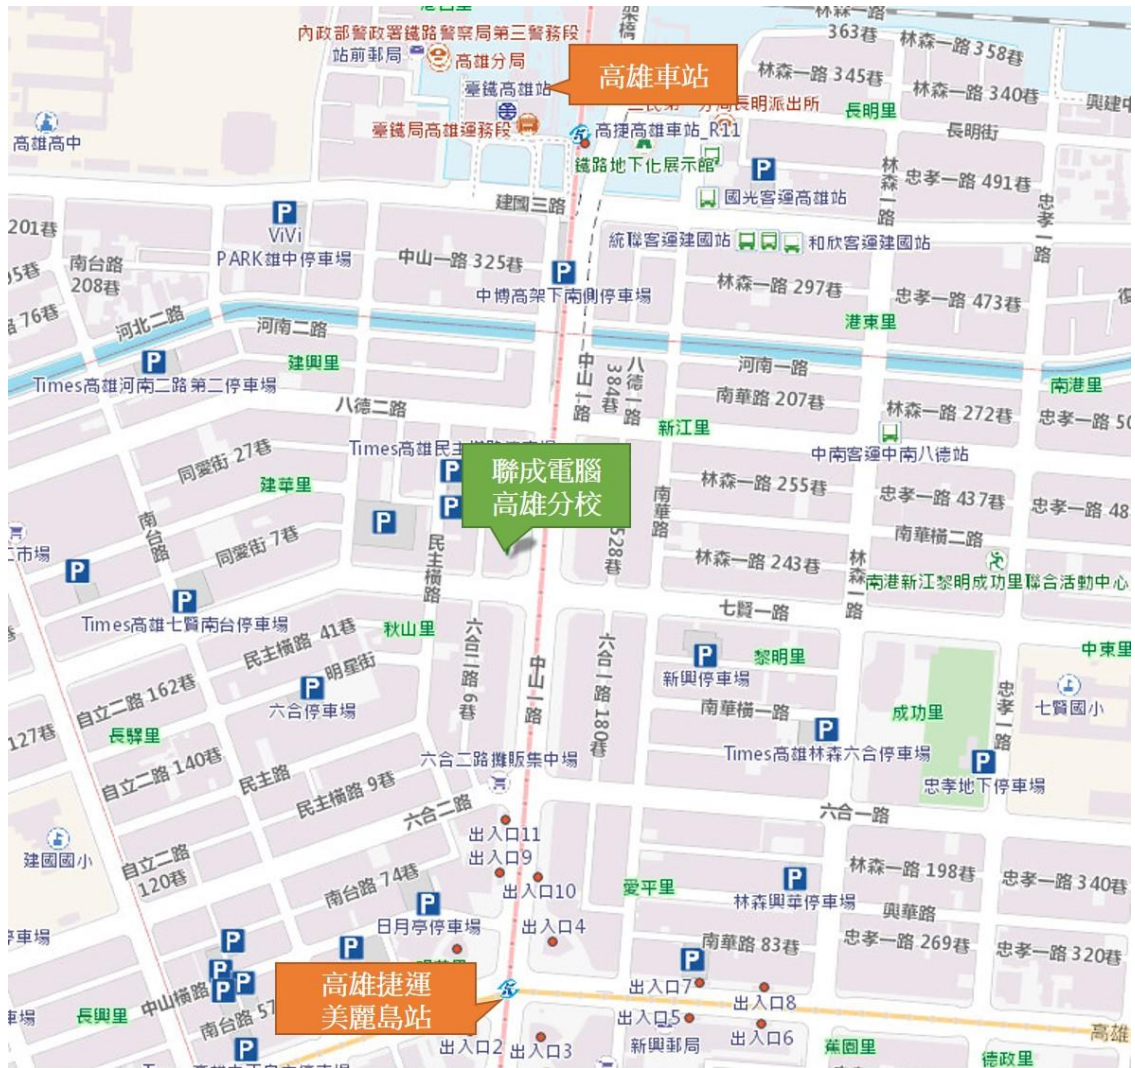 港西里
林森一路
363巷
林森一路 358巷
內政部警政署鐵路警察局第三警務段
站前郵局
高雄分局
臺鐵高雄站
高雄車站
林森一路 345巷
林森一路 340巷
長明派出所
長明里
高雄高中
臺鐵局高雄運務段
高捷高雄車站_R11
長明街
鐵路地下化展示館
林森一路
忠孝一路 491巷
國光客運高雄站
建國三路
忠孝一路
201巷
ViVi
PARK雄中停車場
統聯客運建國站
和欣客運建國站
南台路
208巷
中山一路 325巷
中博高架下南側停車場
林森一路 297巷
忠孝一路 473巷
76巷
河北二路
河南二路
港東里
建興里
Times高雄河南二路第二停車場
中山一路
八德一路
384巷
河南一路
南華路 207巷
南港里
八德二路
新江里
林森一路 272巷
Times高雄民主橫路停車場
聯成電腦
高雄分校
中南客運中南八德站
同愛街 27巷
建華里
南台路
南華路
林森一路 255巷
忠孝一路 437巷
南華橫二路
同愛街 7巷
民主橫路
528巷
林森一路 243巷
林森一路
南港新江黎明成功里聯合活動中心
Times高雄七賢南台停車場
七賢一路
秋山里
民主橫路 41巷
明星街
六合二路 6巷
中山一路
六合一路 180巷
新興停車場
黎明里
中東里
自立二路 162巷
六合停車場
南華橫一路
成功里
忠孝一路
七賢國小
127巷
長驛里
六合二路攤販集中場
Times高雄林森六合停車場
自立二路 140巷
民主路
民主橫路 9巷
六合二路
忠孝地下停車場
六合一路
出入口11
建國國小
自立二路
120巷
出入口9
出入口10
林森一路 198巷
忠孝一路 340巷
南台路 74巷
愛平里
林森興華停車場
興華路
日月亭停車場
出入口4
南華路 83巷
忠孝一路 269巷
忠孝一路 320巷
高雄捷運
美麗島站
中山橫路
出入口7
出入口8
長興里
南台路 57
出入口5
出入口6
高雄
出入口2
出入口3
新興郵局
蕉園里
德政里